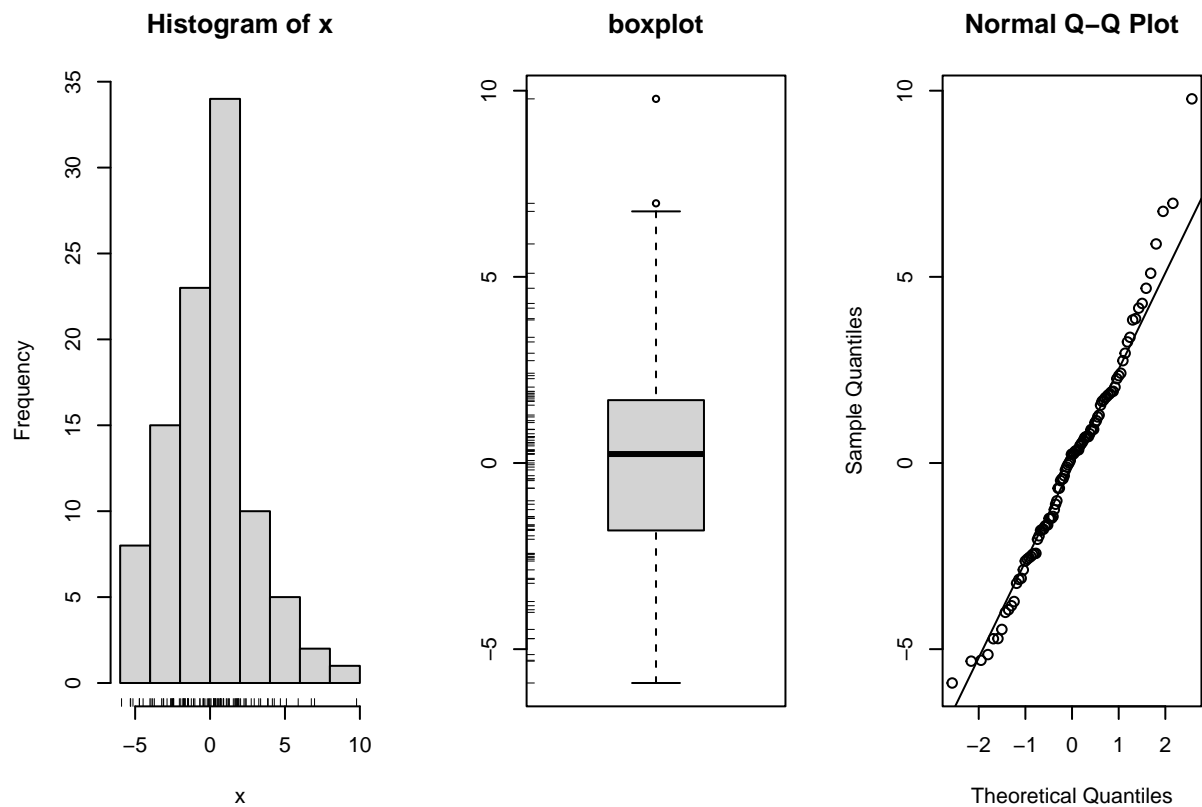 Histogram of x
Frequency
35
30
25
20
15
10
5
0
−5 0 5 10
x
boxplot
10
5
0
−5
Normal Q−Q Plot
Sample Quantiles
10
5
0
−5
−2 −1 0 1 2
Theoretical Quantiles